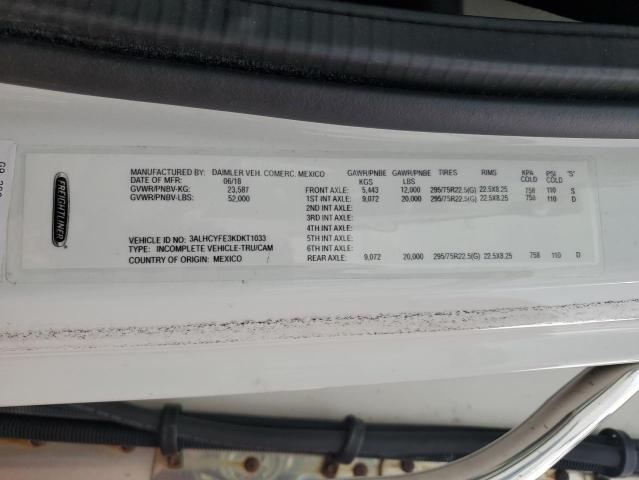 FREIGHTLINER
MANUFACTURED BY: DAIMLER VEH. COMERC. MEXICO
DATE OF MFR: 06/18
GVWR/PNBV-KG: 23,587
GVWR/PNBV-LBS: 52,000
VEHICLE ID NO.: 3ALHCYFE3KDKT1033
TYPE: INCOMPLETE VEHICLE-TRU/CAM
COUNTRY OF ORIGIN: MEXICO
GAWR/PNBE KGS GAWR/PNBE LBS TIRES RIMS KPA COLD PSI COLD "S"
FRONT AXLE: 5,443 12,000 295/75R22.5(G) 22.5X8.25 758 110 S
1ST INT AXLE: 9,072 20,000 295/75R22.5(G) 22.5X8.25 758 110 D
2ND INT AXLE:
3RD INT AXLE:
4TH INT AXLE:
5TH INT AXLE:
6TH INT AXLE:
REAR AXLE: 9,072 20,000 295/75R22.5(G) 22.5X8.25 758 110 D